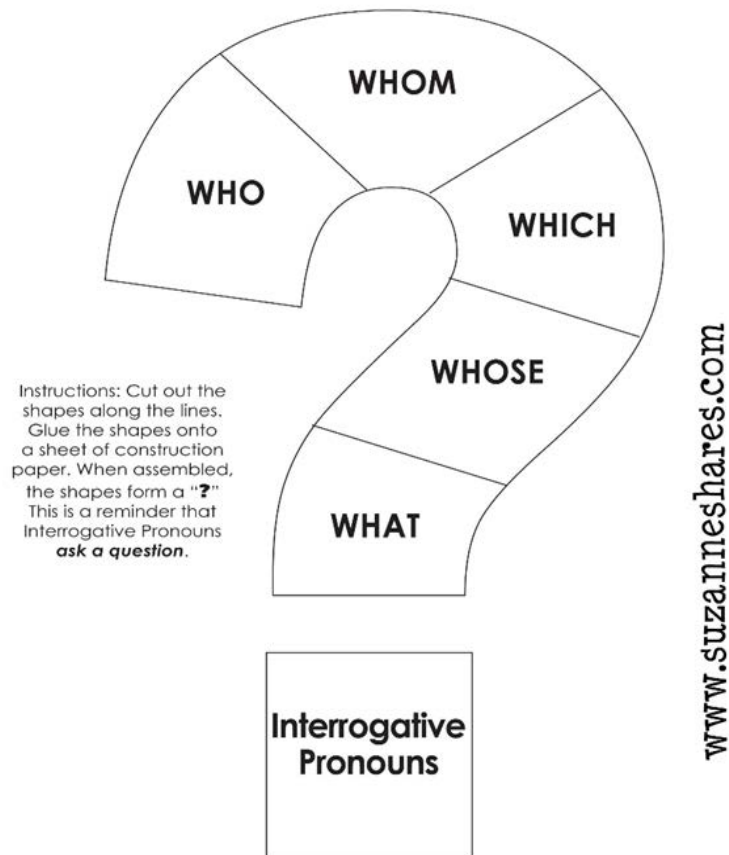 WHOM
WHO
WHICH
WHOSE
WHAT
Instructions: Cut out the
shapes along the lines.
Glue the shapes onto
a sheet of construction
paper. When assembled,
the shapes form a “?”
This is a reminder that
Interrogative Pronouns
ask a question.
Interrogative
Pronouns
www.suzanneshares.com